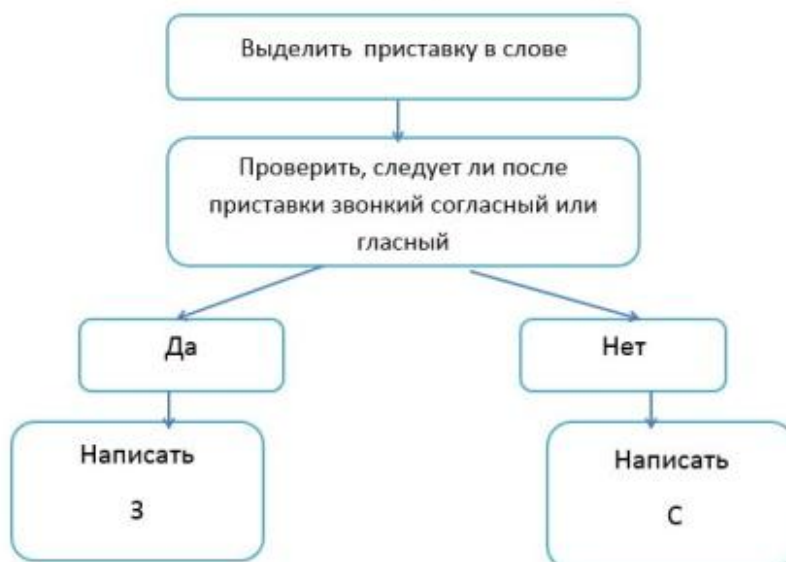 Выделить приставку в слове
Проверить, следует ли после
приставки звонкий согласный или
гласный
Да
Нет
Написать
З
Написать
С